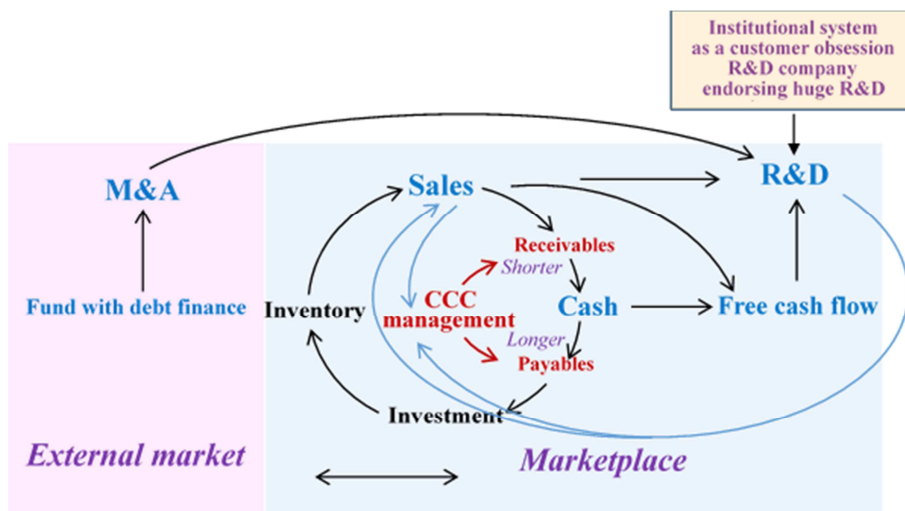 Institutional system
as a customer obsession
R&D company
endorsing huge R&D
M&A
Sales
R&D
Receivables
Shorter
Fund with debt finance
Inventory
CCC
management
Cash
Free cash flow
Longer
Payables
Investment
External market
Marketplace